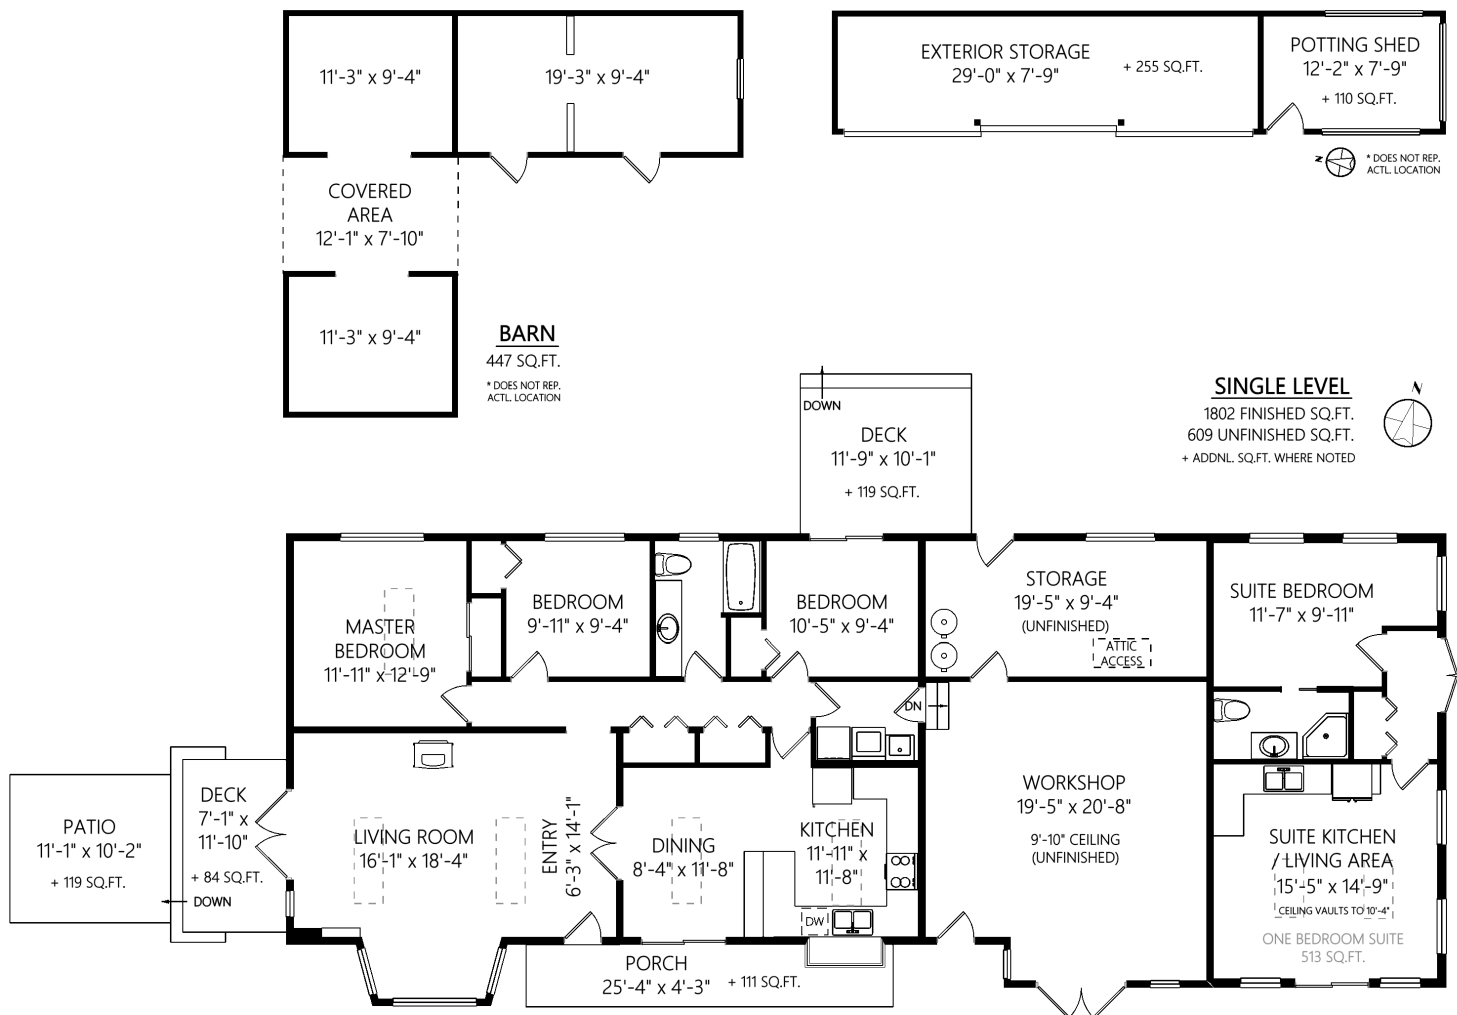 11'-3" x 9'-4"
19'-3" x 9'-4"
COVERED
AREA
12'-1" x 7'-10"
11'-3" x 9'-4"
BARN
447 SQ.FT.
* DOES NOT REP.
ACTL. LOCATION
EXTERIOR STORAGE
29'-0" x 7'-9"
+ 255 SQ.FT.
POTTING SHED
12'-2" x 7'-9"
+ 110 SQ.FT.
N
* DOES NOT REP.
ACTL. LOCATION
SINGLE LEVEL
1802 FINISHED SQ.FT.
609 UNFINISHED SQ.FT.
+ ADDNL. SQ.FT. WHERE NOTED
N
DOWN
DECK
11'-9" x 10'-1"
+ 119 SQ.FT.
MASTER
BEDROOM
11'-11" x 12'-9"
BEDROOM
9'-11" x 9'-4"
BEDROOM
10'-5" x 9'-4"
STORAGE
19'-5" x 9'-4"
(UNFINISHED)
ATTIC
ACCESS
SUITE BEDROOM
11'-7" x 9'-11"
DN
PATIO
11'-1" x 10'-2"
+ 119 SQ.FT.
DECK
7'-1" x
11'-10"
+ 84 SQ.FT.
DOWN
LIVING ROOM
16'-1" x 18'-4"
ENTRY
6'-3" x 14'-1"
DINING
8'-4" x 11'-8"
KITCHEN
11'-11" x
11'-8"
DW
WORKSHOP
19'-5" x 20'-8"
9'-10" CEILING
(UNFINISHED)
SUITE KITCHEN
/LIVING AREA
15'-5" x 14'-9"
CEILING VAULTS TO 10'-4"
ONE BEDROOM SUITE
513 SQ.FT.
PORCH
25'-4" x 4'-3"
+ 111 SQ.FT.